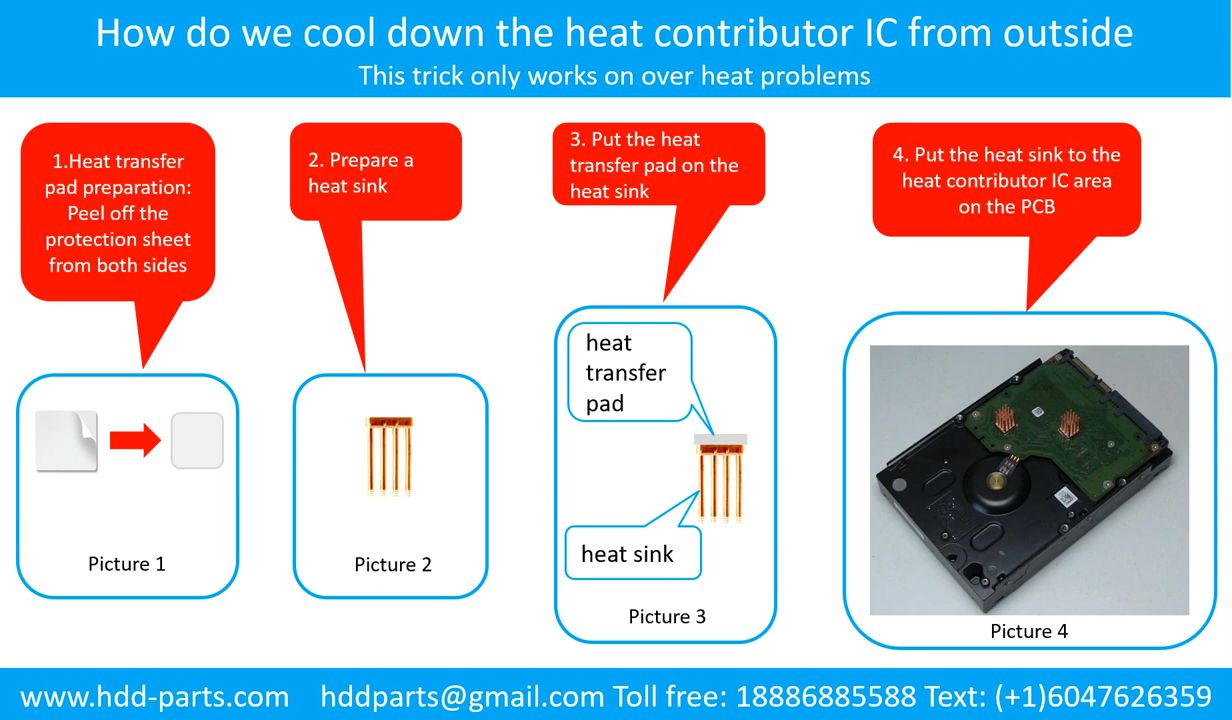 How do we cool down the heat contributor IC from outside
This trick only works on over heat problems
1.Heat transfer
pad preparation:
Peel off the
protection sheet
from both sides
2. Prepare a
heat sink
3. Put the heat
transfer pad on the
heat sink
4. Put the heat sink to the
heat contributor IC area
on the PCB
Picture 1
Picture 2
heat
transfer
pad
heat sink
Picture 3
Picture 4
www.hdd-parts.com hddparts@gmail.com Toll free: 18886885588 Text: (+1)6047626359